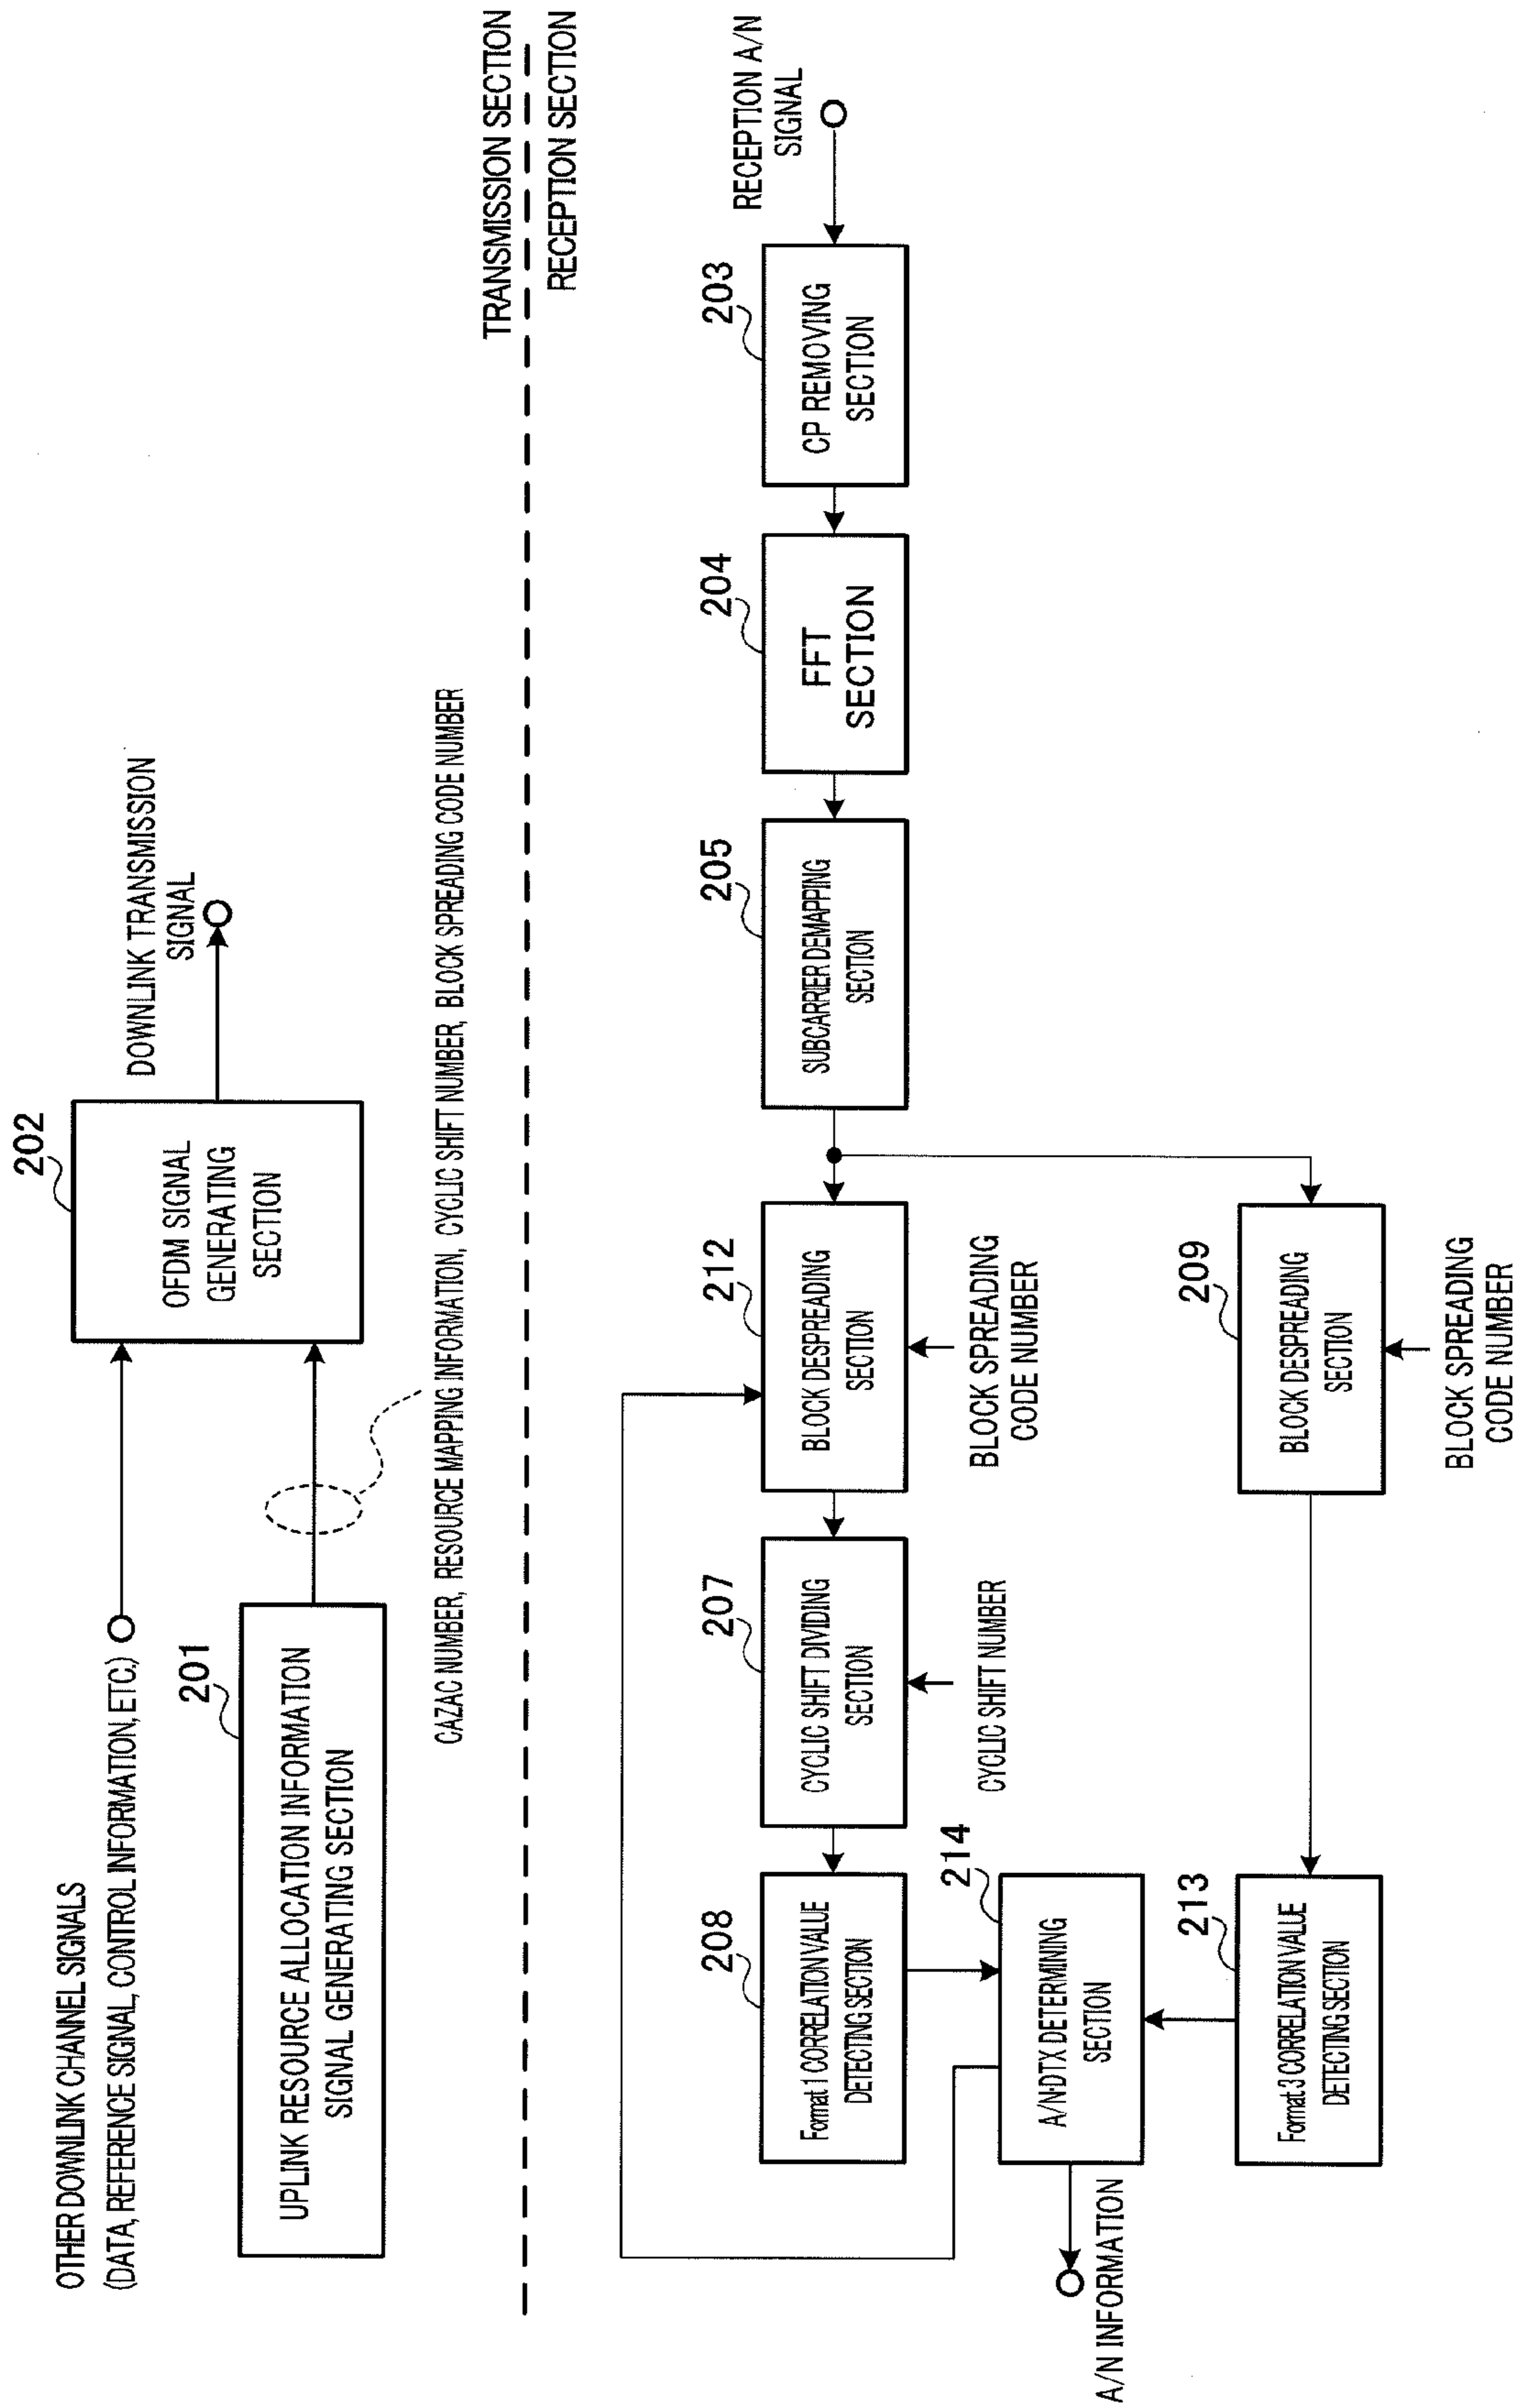 OTHER DOWNLINK CHANNEL SIGNALS
(DATA, REFERENCE SIGNAL, CONTROL INFORMATION, ETC.)
201
UPLINK RESOURCE ALLOCATION INFORMATION
SIGNAL GENERATING SECTION
202
OFDM SIGNAL
GENERATING
SECTION
DOWNLINK TRANSMISSION
SIGNAL
CAZAC NUMBER, RESOURCE MAPPING INFORMATION, CYCLIC SHIFT NUMBER, BLOCK SPREADING CODE NUMBER
TRANSMISSION SECTION
RECEPTION SECTION
RECEPTION A/N
SIGNAL
203
CP REMOVING
SECTION
204
FFT
SECTION
205
SUBCARRIER DEMAPPING
SECTION
212
BLOCK DESPREADING
SECTION
BLOCK SPREADING
CODE NUMBER
207
CYCLIC SHIFT DIVIDING
SECTION
CYCLIC SHIFT NUMBER
208
Format 1 CORRELATION VALUE
DETECTING SECTION
214
A/N·DTX DETERMINING
SECTION
A/N INFORMATION
209
BLOCK DESPREADING
SECTION
BLOCK SPREADING
CODE NUMBER
213
Format 3 CORRELATION VALUE
DETECTING SECTION